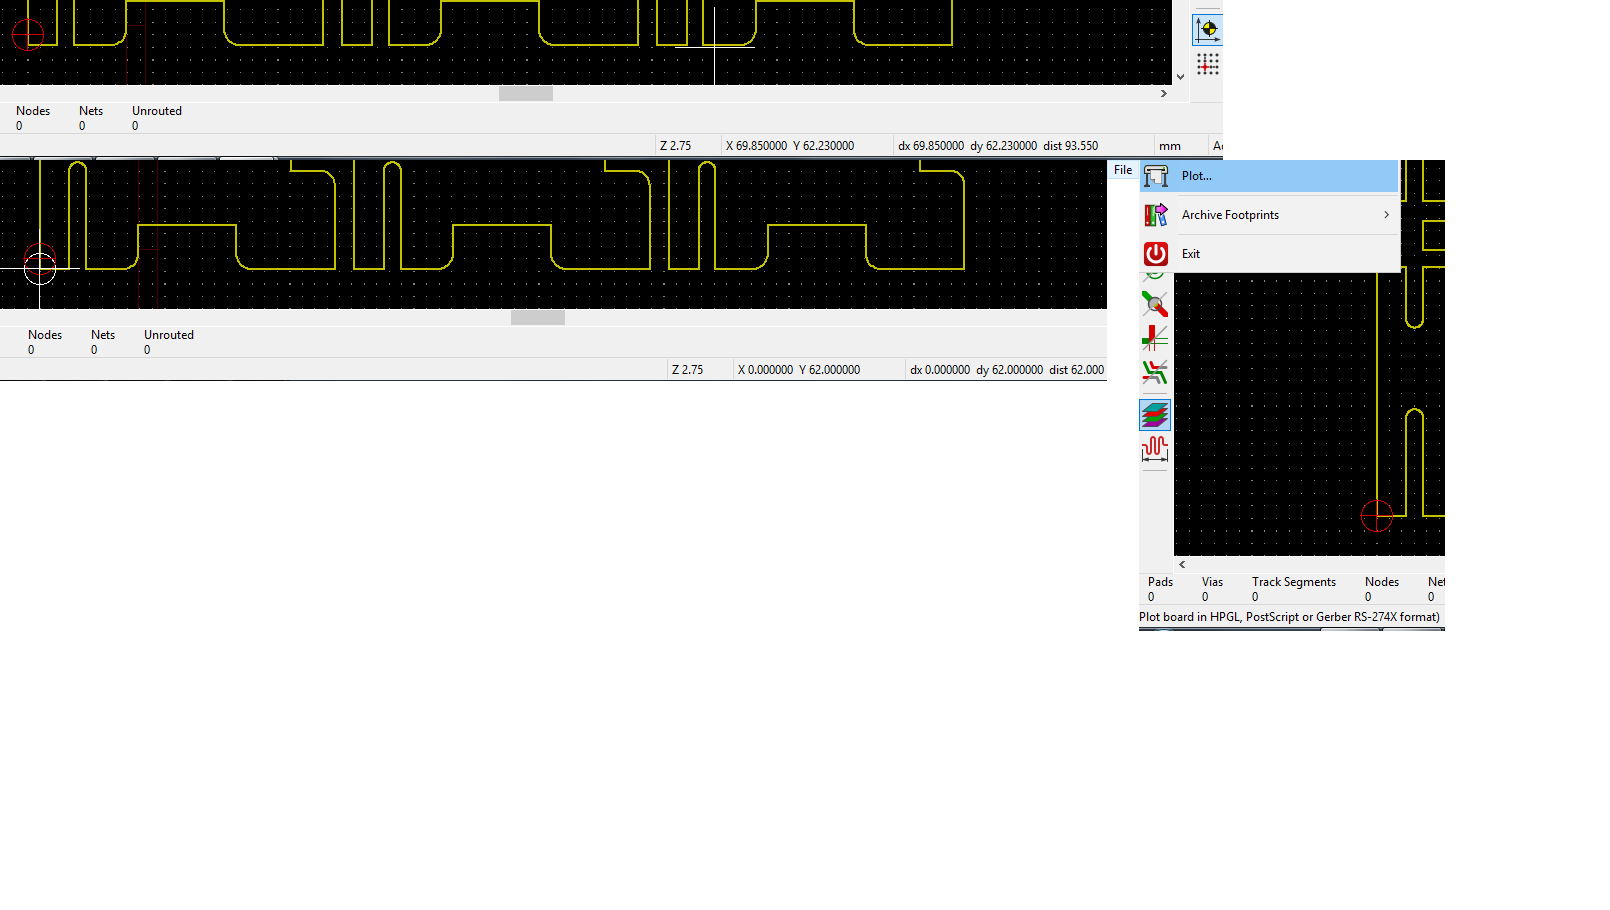 Nodes Nets Unrouted
0 0 0
Z 2.75 X 69.850000 Y 62.230000 dx 69.850000 dy 62.230000 dist 93.550 mm
File Plot...
Archive Footprints
Exit
Nodes Nets Unrouted
0 0 0
Z 2.75 X 0.000000 Y 62.000000 dx 0.000000 dy 62.000000 dist 62.000
Pads Vias Track Segments Nodes Net
0 0 0 0 0
Plot board in HPGL, PostScript or Gerber RS-274X format)